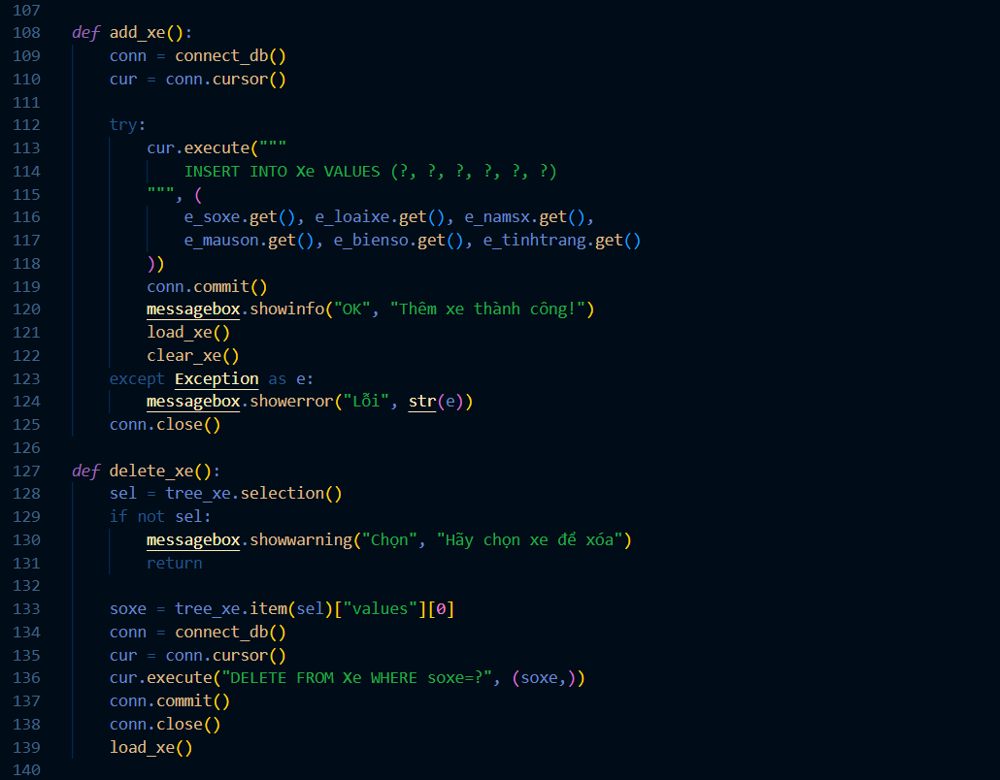 107
108 def add_xe():
109     conn = connect_db()
110     cur = conn.cursor()
111
112     try:
113         cur.execute("""
114             INSERT INTO Xe VALUES (?, ?, ?, ?, ?, ?)
115         """, (
116             e_soxe.get(), e_loaixe.get(), e_namsx.get(),
117             e_mauson.get(), e_bienso.get(), e_tinhtrang.get()
118         ))
119         conn.commit()
120         messagebox.showinfo("OK", "Thêm xe thành công!")
121         load_xe()
122         clear_xe()
123     except Exception as e:
124         messagebox.showerror("Lỗi", str(e))
125     conn.close()
126
127 def delete_xe():
128     sel = tree_xe.selection()
129     if not sel:
130         messagebox.showwarning("Chọn", "Hãy chọn xe để xóa")
131         return
132
133     soxe = tree_xe.item(sel)["values"][0]
134     conn = connect_db()
135     cur = conn.cursor()
136     cur.execute("DELETE FROM Xe WHERE soxe=?", (soxe,))
137     conn.commit()
138     conn.close()
139     load_xe()
140